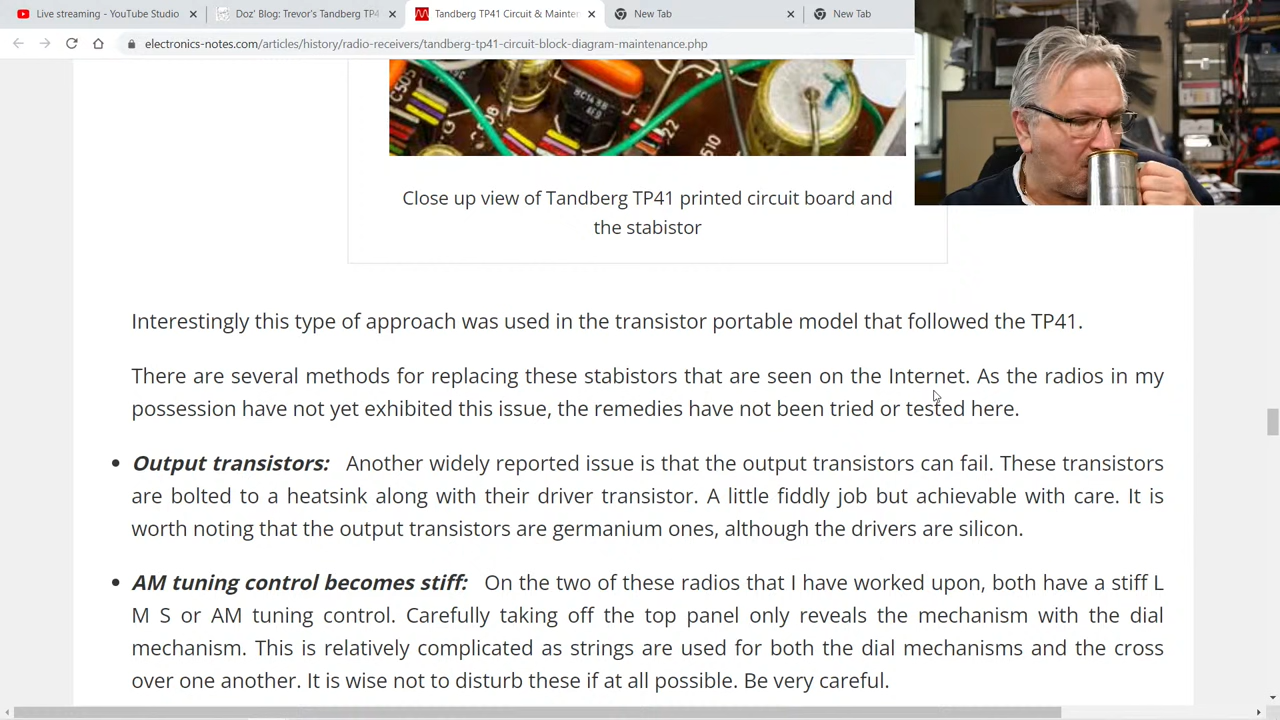 Live streaming - YouTube Studio
Doz' Blog: Trevor's Tandberg TP4
Tandberg TP41 Circuit & Mainten
New Tab
New Tab
electronics-notes.com/articles/history/radio-receivers/tandberg-tp41-circuit-block-diagram-maintenance.php
Close up view of Tandberg TP41 printed circuit board and
the stabistor
Interestingly this type of approach was used in the transistor portable model that followed the TP41.
There are several methods for replacing these stabistors that are seen on the Internet. As the radios in my
possession have not yet exhibited this issue, the remedies have not been tried or tested here.
Output transistors: Another widely reported issue is that the output transistors can fail. These transistors
are bolted to a heatsink along with their driver transistor. A little fiddly job but achievable with care. It is
worth noting that the output transistors are germanium ones, although the drivers are silicon.
AM tuning control becomes stiff: On the two of these radios that I have worked upon, both have a stiff L
M S or AM tuning control. Carefully taking off the top panel only reveals the mechanism with the dial
mechanism. This is relatively complicated as strings are used for both the dial mechanisms and the cross
over one another. It is wise not to disturb these if at all possible. Be very careful.